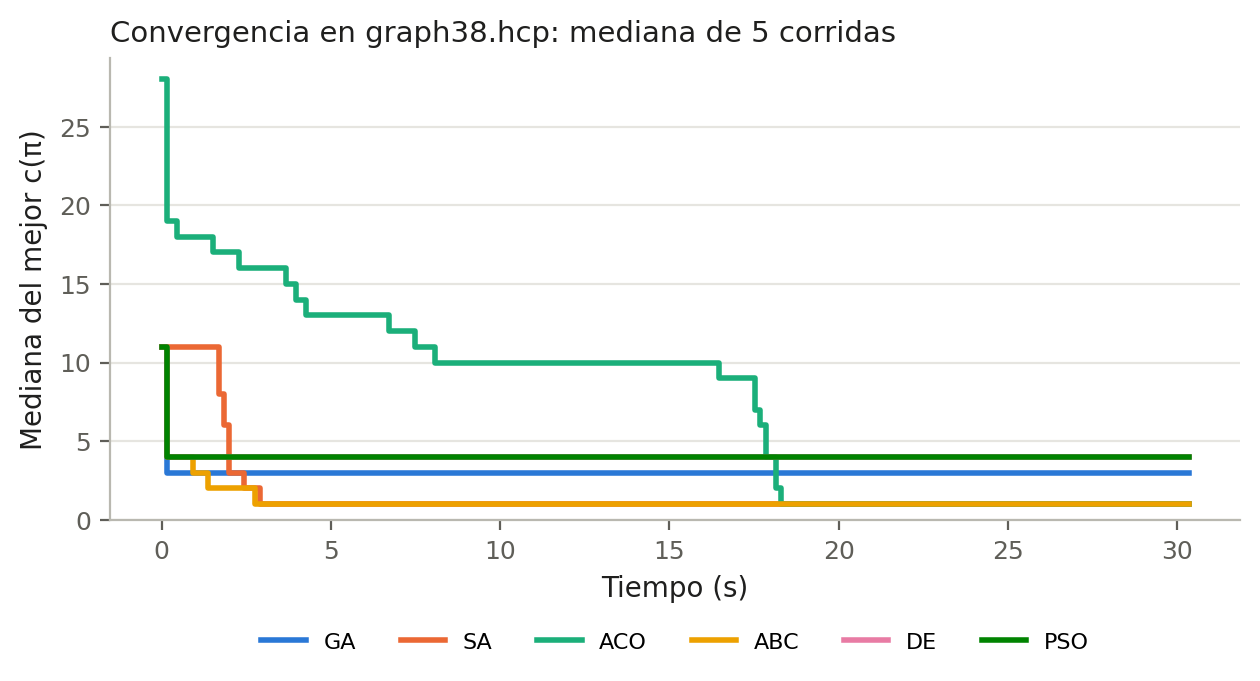 Convergencia en graph38.hcp: mediana de 5 corridas
Mediana del mejor c(π)
25
20
15
10
5
0
0 5 10 15 20 25 30
Tiempo (s)
GA SA ACO ABC DE PSO